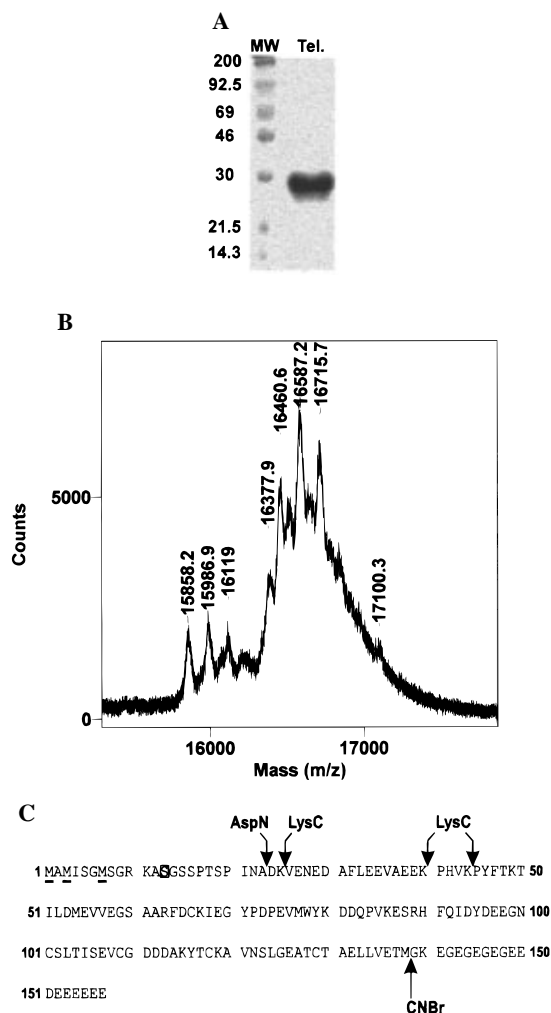 A
MW Tel.
200
92.5
69
46
30
21.5
14.3
B
Counts
5000
0
15858.2
15986.9
16119
16377.9
16460.6
16587.2
16715.7
17100.3
16000 17000
Mass (m/z)
C
AspN LysC LysC
1 MAMISGMSGR KASGSSPTSP INADKVENED AFLEEVAEEK PHVKPYFTKT 50
51 ILDMEVVEGS AARFDCKIEG YPDPEVMWYK DDQPVKESRH FQIDYDEEGN 100
101 CSLTISEVCG DDDAKYTCKA VNSLGEATCT AELLVETMGK EGEGEGEGEE 150
151 DEEEEEE
CNBr